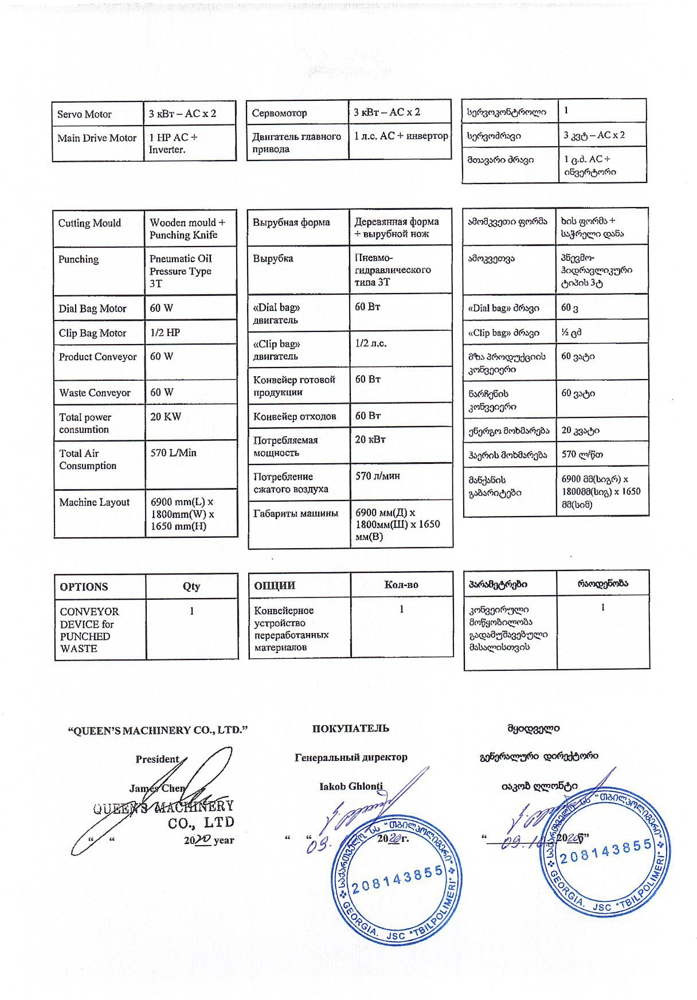 Servo Motor
3 кВт – AC x 2
Main Drive Motor
1 HP AC +
Inverter.
Сервомотор
3 кВт – AC x 2
Двигатель главного
привода
1 л.с. AC + инвертор
სერვოკონტროლი
1
სერვოძრავი
3 კვტ – AC x 2
მთავარი ძრავი
1 ც.ძ. AC +
ინვერტორი
Cutting Mould
Wooden mould +
Punching Knife
Punching
Pneumatic Oil
Pressure Type
3T
Dial Bag Motor
60 W
Clip Bag Motor
1/2 HP
Product Conveyor
60 W
Waste Conveyor
60 W
Total power
consumtion
20 KW
Total Air
Consumption
570 L/Min
Machine Layout
6900 mm(L) x
1800mm(W) x
1650 mm(H)
Вырубная форма
Деревянная форма
+ вырубной нож
Вырубка
Пневмо-
гидравлического
типа 3Т
«Dial bag»
двигатель
60 Вт
«Clip bag»
двигатель
1/2 л.с.
Конвейер готовой
продукции
60 Вт
Конвейер отходов
60 Вт
Потребляемая
мощность
20 кВт
Потребление
сжатого воздуха
570 л/мин
Габариты машины
6900 мм(Д) x
1800мм(Ш) x 1650
мм(В)
ამომკვეთი ფორმა
ხის ფორმა +
საჭრელი დანა
ამოკვეთვა
პნევმო-
ჰიდრავლიკური
ტიპის 3ტ
«Dial bag» ძრავი
60 ვ
«Clip bag» ძრავი
½ ცძ
მზა პროდუქციის
კონვეიერი
60 ვატი
ნარჩენის
კონვეიერი
60 ვატი
ენერგო მოხმარება
20 კვატი
ჰაერის მოხმარება
570 ლ/წთ
მანქანის
გაბარიტები
6900 მმ(სიგრ) x
1800მმ(სიგ) x 1650
მმ(სიმ)
OPTIONS
Qty
CONVEYOR
DEVICE for
PUNCHED
WASTE
1
ОПЦИИ
Кол-во
Конвейерное
устройство
переработанных
материалов
1
პარამეტრები
რაოდენობა
კონვეირული
მოწყობილობა
გადამუშავებული
მასალისთვის
1
“QUEEN’S MACHINERY CO., LTD.”
President
James Chen
QUEEN'S MACHINERY
CO., LTD
“ “ 2020 year
ПОКУПАТЕЛЬ
Генеральный директор
Iakob Ghlonti
“ “ 09. 2020 г.
საქართველო. სს "თბილპოლიმერი"
208143855
GEORGIA. JSC "TBILPOLIMERI"
მყიდველი
გენერალური დირექტორი
იაკობ ღლონტი
“ 09.10 2020წ”
საქართველო. სს "თბილპოლიმერი"
208143855
GEORGIA. JSC "TBILPOLIMERI"